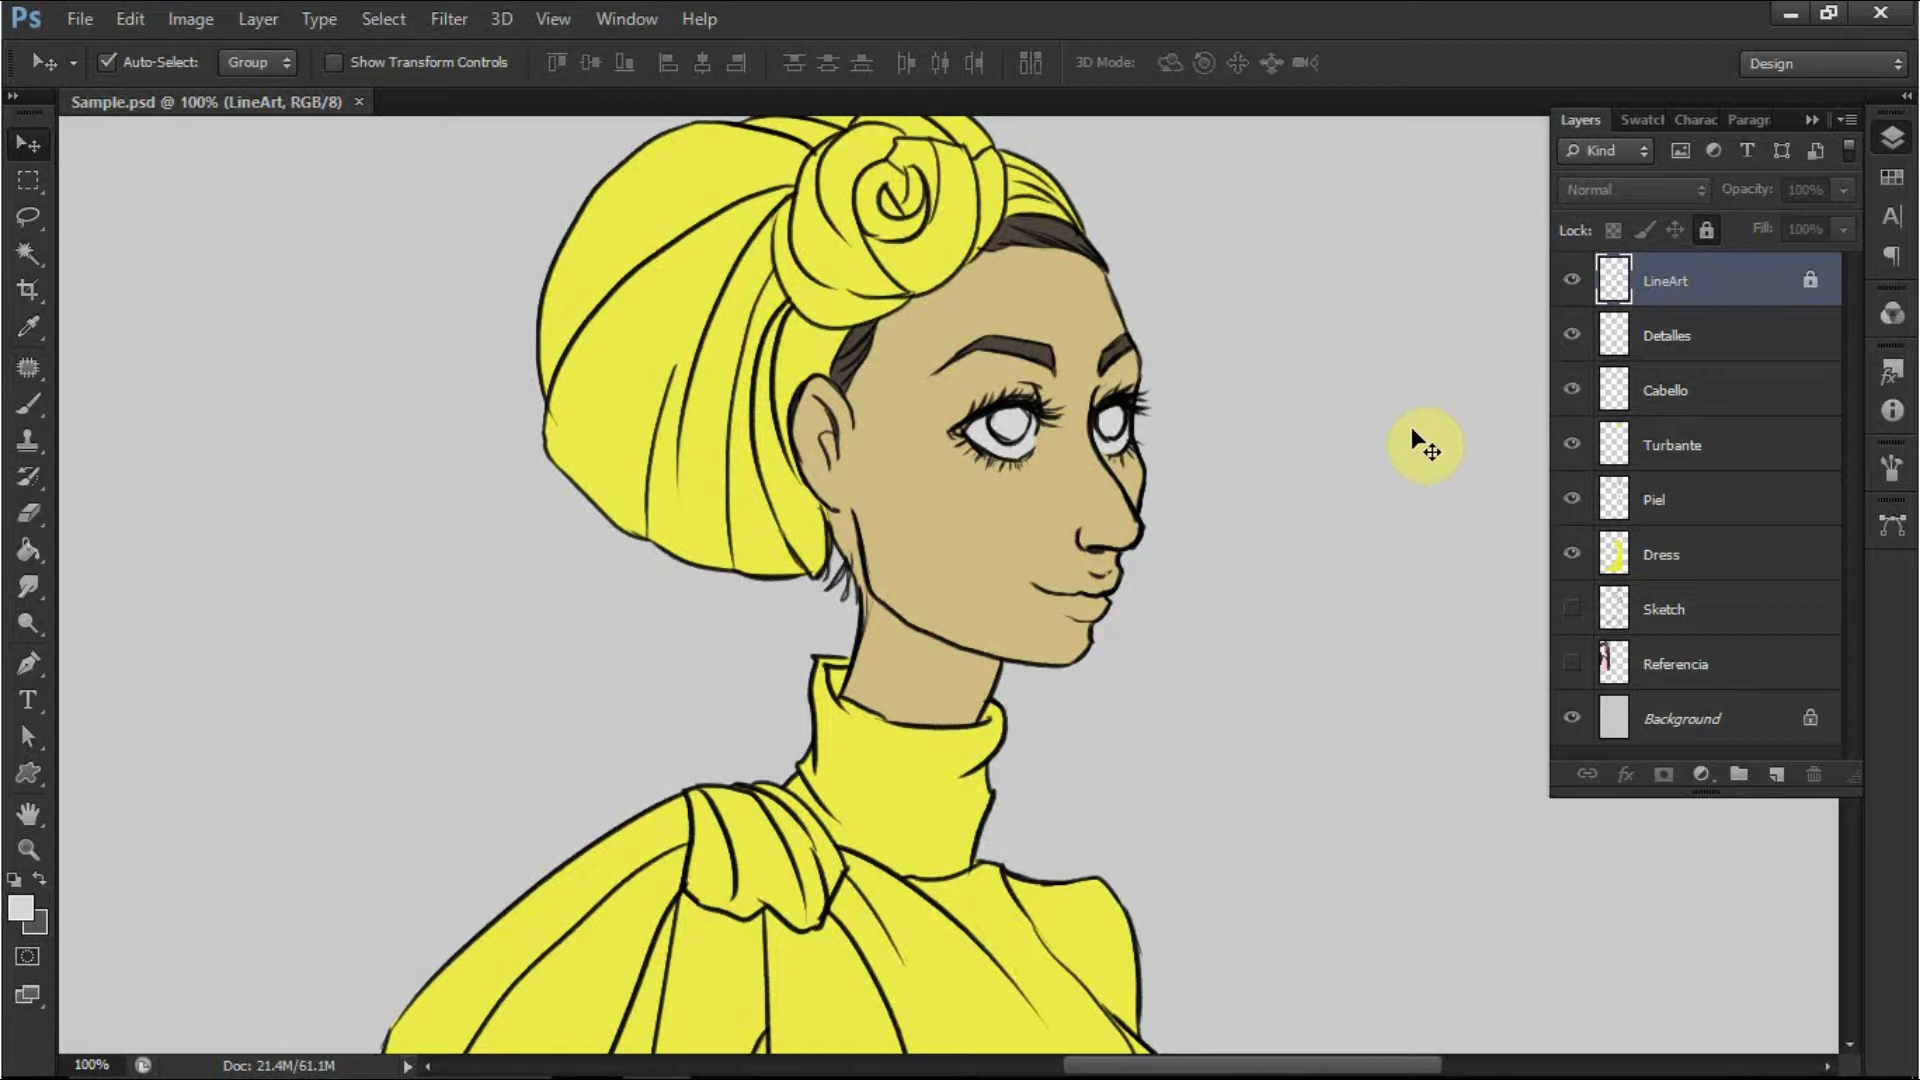 Ps File Edit Image Layer Type Select Filter 3D View Window Help
Auto-Select: Group Show Transform Controls 3D Mode: Design
Sample.psd @ 100% (LineArt, RGB/8) ×
Layers Swatch Charac Paragr
Kind
Normal Opacity: 100%
Lock: Fill: 100%
LineArt
Detalles
Cabello
Turbante
Piel
Dress
Sketch
Referencia
Background
100% Doc: 21.4M/61.1M